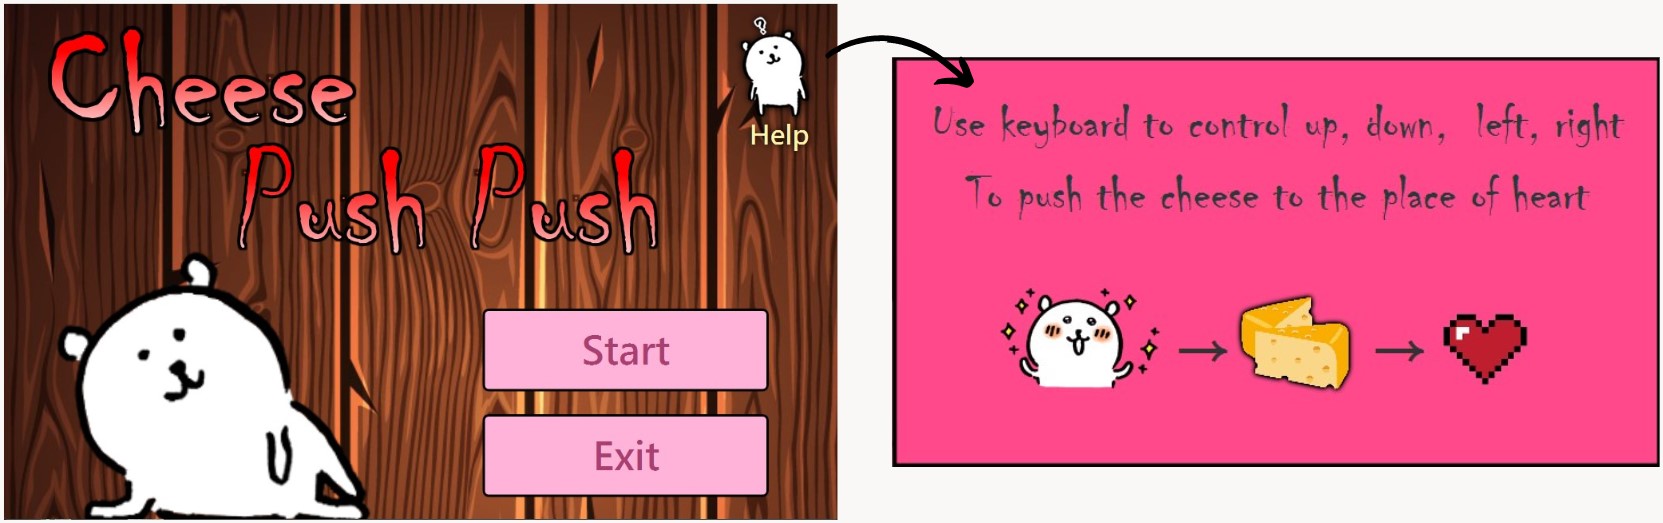 Cheese
Push Push
?
Help
Start
Exit
Use keyboard to control up, down, left, right
To push the cheese to the place of heart